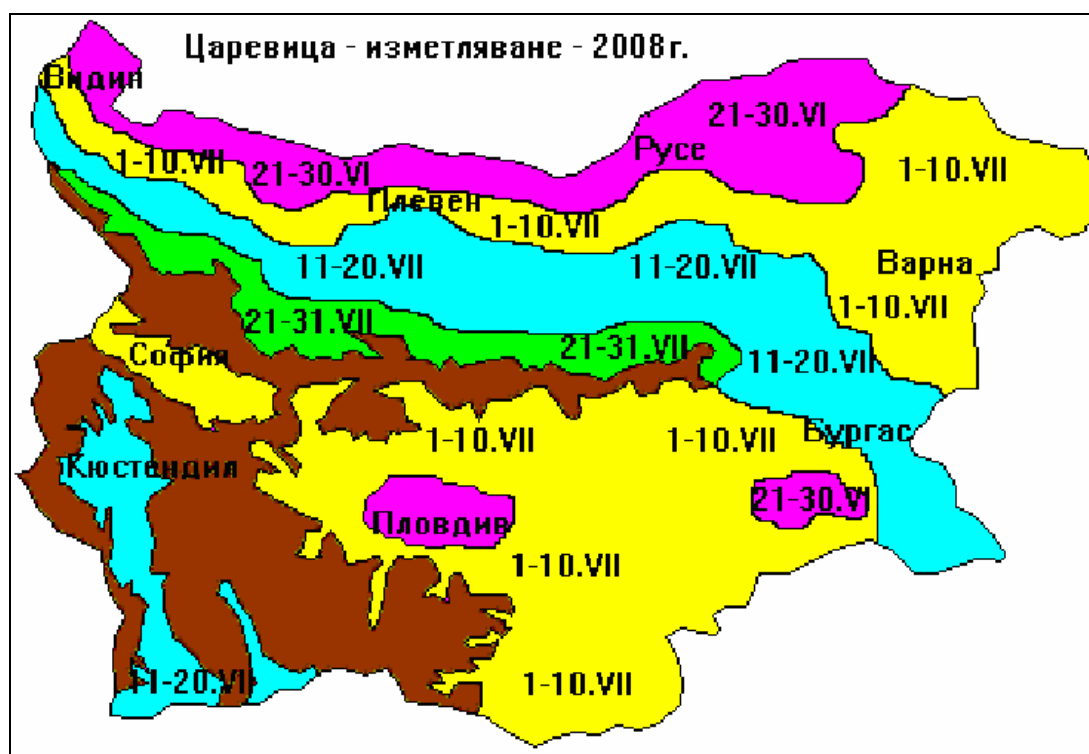 Царевица - изметляване - 2008г.
Видин
21-30.VI
Русе
1-10.VII
1-10.VII
21-30.VI
Плевен
1-10.VII
11-20.VII
11-20.VII
Варна
1-10.VII
21-31.VII
21-31.VII
11-20.VII
София
1-10.VII
1-10.VII
Бургас
Кюстендил
21-30.VI
Пловдив
1-10.VII
11-20.VII
1-10.VII